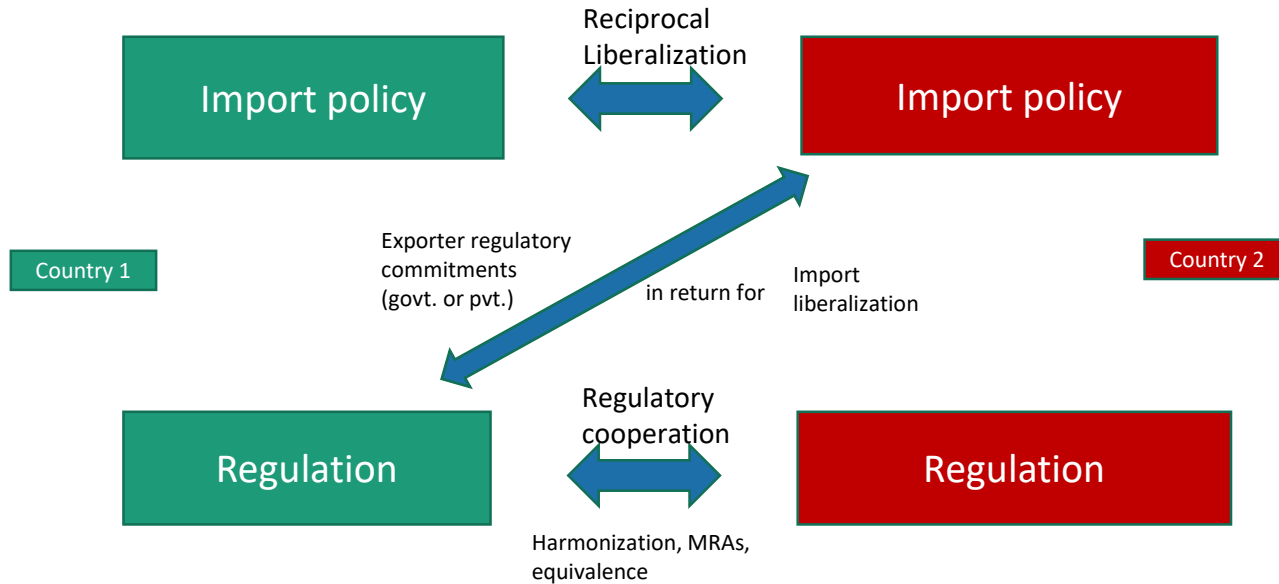 Reciprocal
Liberalization
Import policy
Import policy
Exporter regulatory
commitments
(govt. or pvt.)
in return for
Import
liberalization
Country 1
Country 2
Regulatory
cooperation
Regulation
Regulation
Harmonization, MRAs,
equivalence